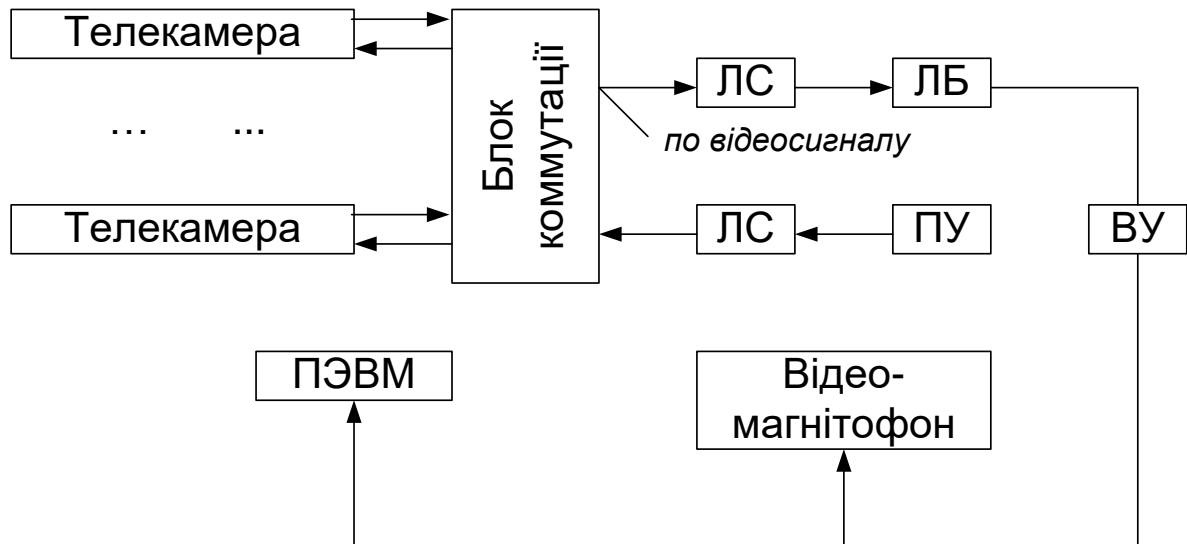 Телекамера
Блок
коммутації
ЛС
ЛБ
по відеосигналу
...
...
Телекамера
ЛС
ПУ
ВУ
ПЭВМ
Відео-
магнітофон